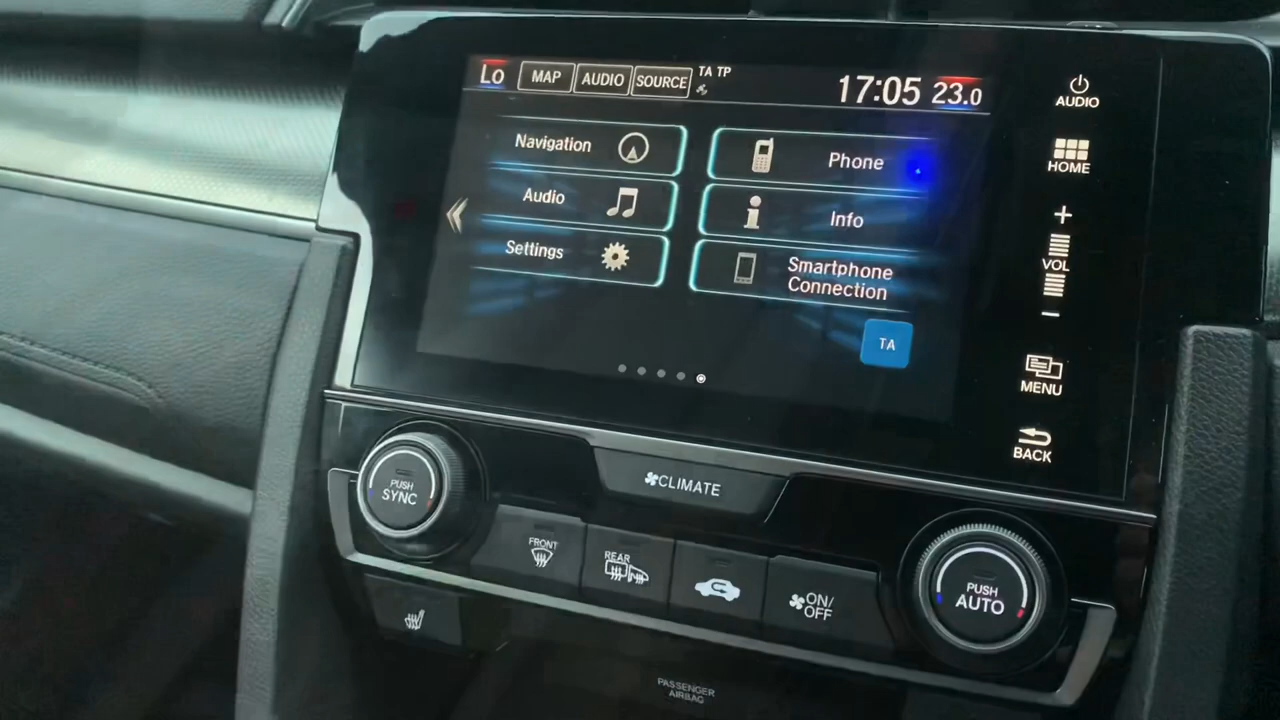 Lo MAP AUDIO SOURCE TA TP 17:05 23.0
Navigation
Audio
Settings
Phone
Info
Smartphone
Connection
TA
AUDIO
HOME
+
VOL
-
MENU
BACK
PUSH
SYNC
CLIMATE
FRONT
REAR
ON/
OFF
PUSH
AUTO
PASSENGER
AIRBAG